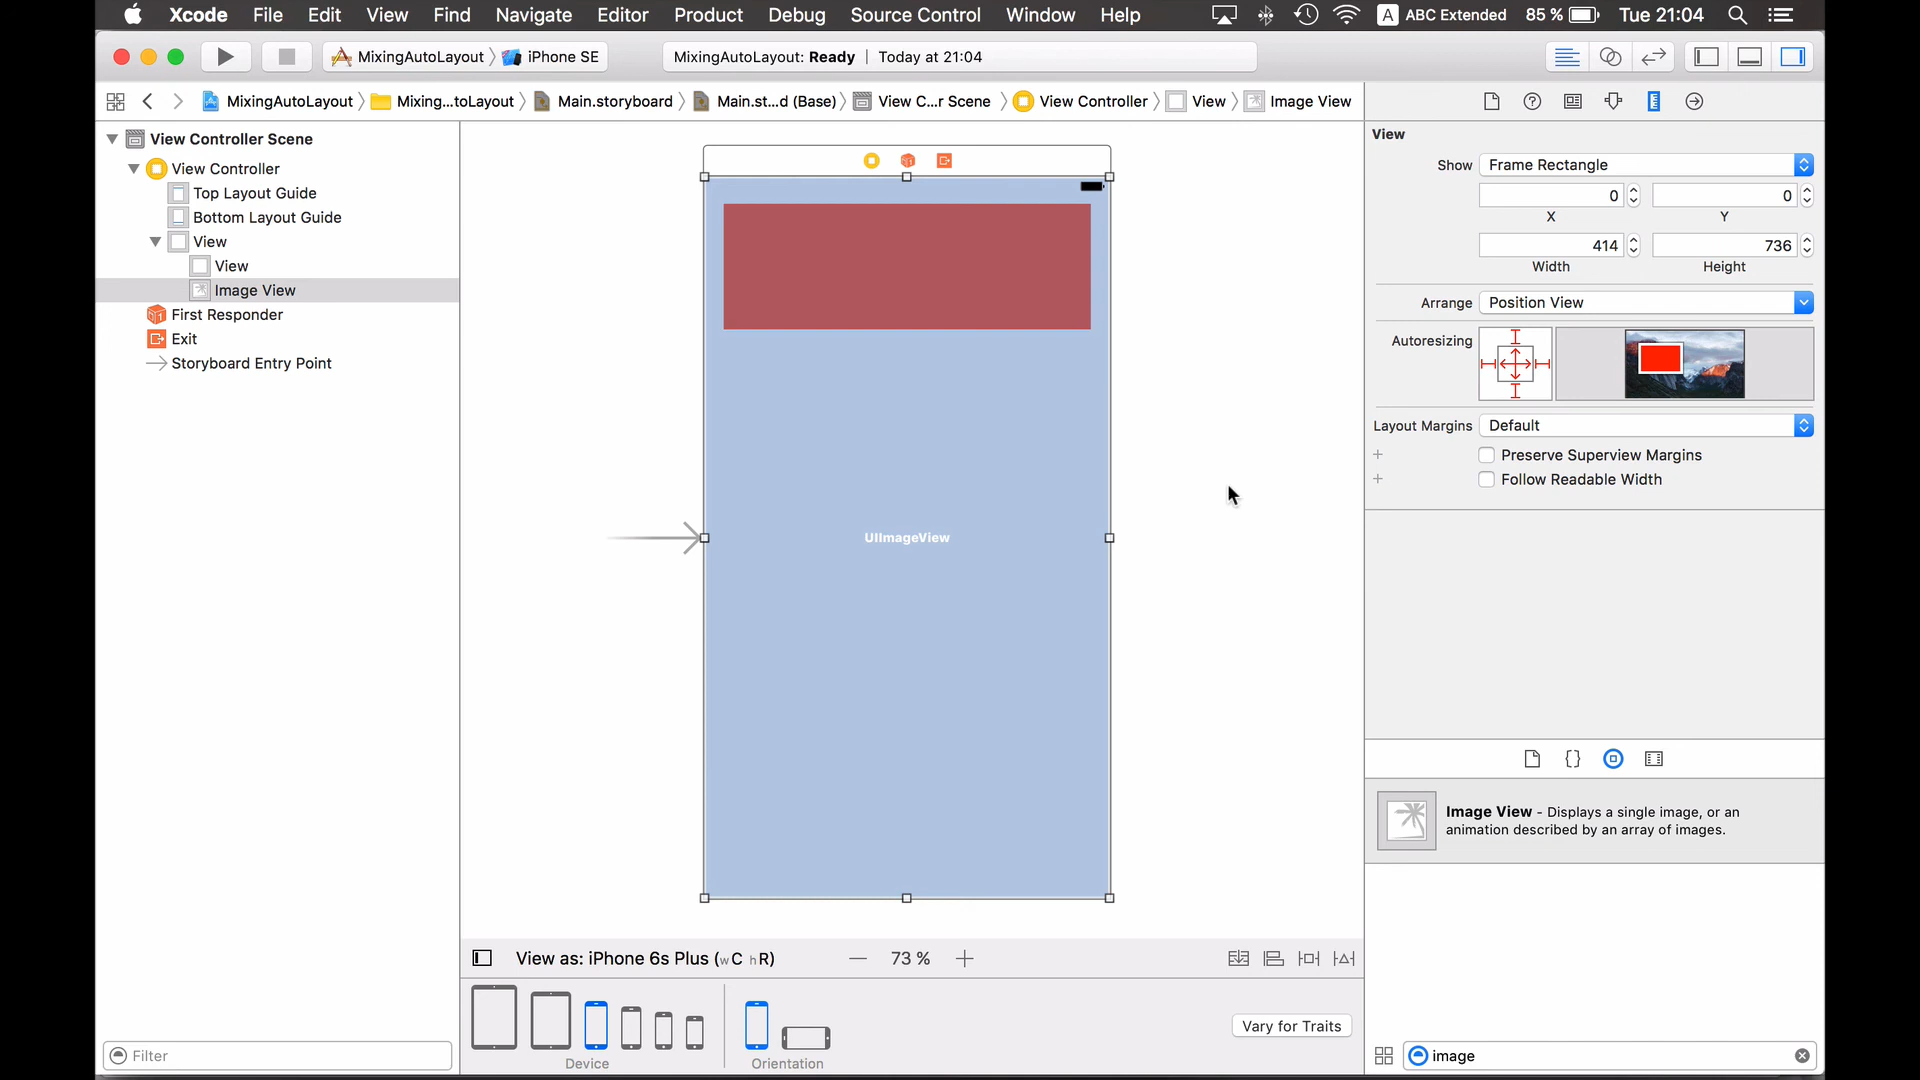 Xcode File Edit View Find Navigate Editor Product Debug Source Control Window Help A ABC Extended 85 % Tue 21:04
MixingAutoLayout iPhone SE MixingAutoLayout: Ready | Today at 21:04
MixingAutoLayout Mixing...toLayout Main.storyboard Main.st...d (Base) View C...r Scene View Controller View Image View
View Controller Scene
View Controller
Top Layout Guide
Bottom Layout Guide
View
View
Image View
First Responder
Exit
Storyboard Entry Point
Filter
UIImageView
View as: iPhone 6s Plus (wC hR) 73 %
Device
Orientation
Vary for Traits
View
Show Frame Rectangle
0 0
X Y
414 736
Width Height
Arrange Position View
Autoresizing
Layout Margins Default
Preserve Superview Margins
Follow Readable Width
Image View - Displays a single image, or an
animation described by an array of images.
image